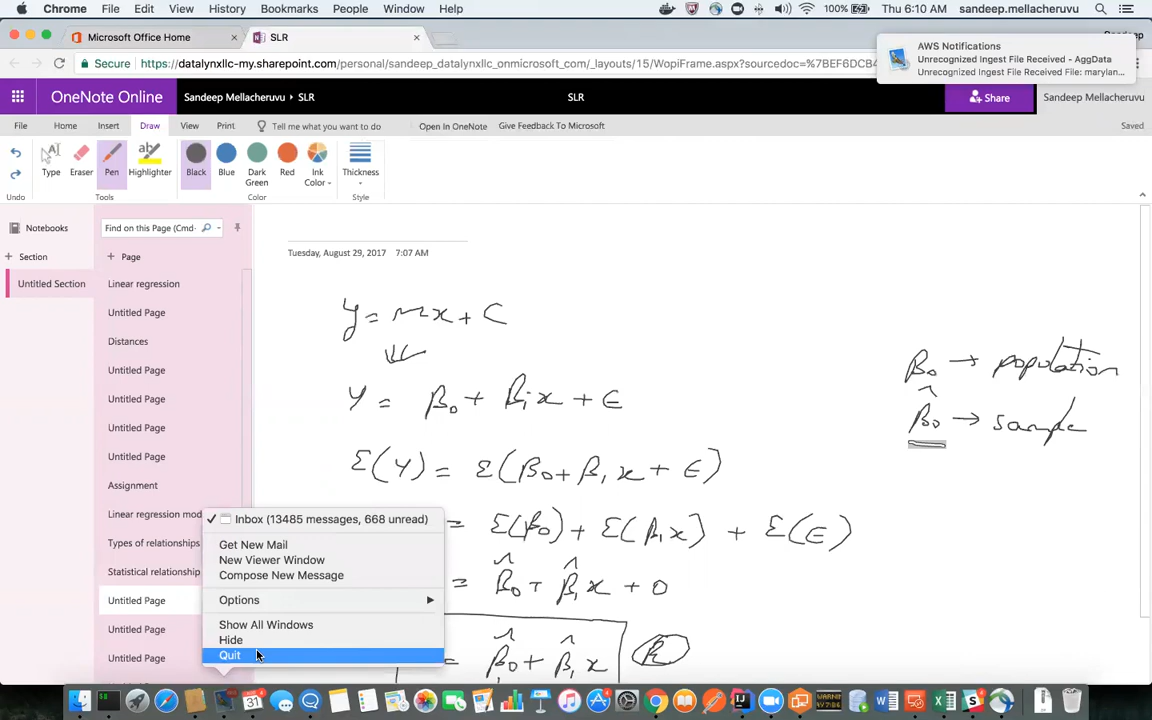 Chrome File Edit View History Bookmarks People Window Help 100% Thu 6:10 AM sandeep.mellacheruvu
Microsoft Office Home SLR
Secure https://datalynxllc-my.sharepoint.com/personal/sandeep_datalynxllc_onmicrosoft_com/_layouts/15/WopiFrame.aspx?sourcedoc=%7BEF6DCB4
AWS Notifications
Unrecognized Ingest File Received - AggData
Unrecognized Ingest File Received File: marylan...
OneNote Online Sandeep Mellacheruvu ▸ SLR SLR Share Sandeep Mellacheruvu
File Home Insert Draw View Print Tell me what you want to do Open In OneNote Give Feedback To Microsoft Saved
Type Eraser Pen Highlighter Black Blue Dark Green Red Ink Color Thickness
Undo Tools Color Style
Notebooks Find on this Page (Cmd-
+ Section + Page
Untitled Section Linear regression
Untitled Page
Distances
Untitled Page
Untitled Page
Untitled Page
Untitled Page
Assignment
Linear regression mod
Types of relationships
Statistical relationship
Untitled Page
Untitled Page
Untitled Page
Tuesday, August 29, 2017 7:07 AM
y = mx + C
Y = β₀ + β₁x + ε
Σ(Y) = Σ(β₀ + β₁x + ε)
= Σ(β₀) + Σ(β₁x) + Σ(ε)
= β̂₀ + β̂₁x + 0
= β̂₀ + β̂₁x
β₀ → population
β̂₀ → sample
✓ Inbox (13485 messages, 668 unread)
Get New Mail
New Viewer Window
Compose New Message
Options
Show All Windows
Hide
Quit